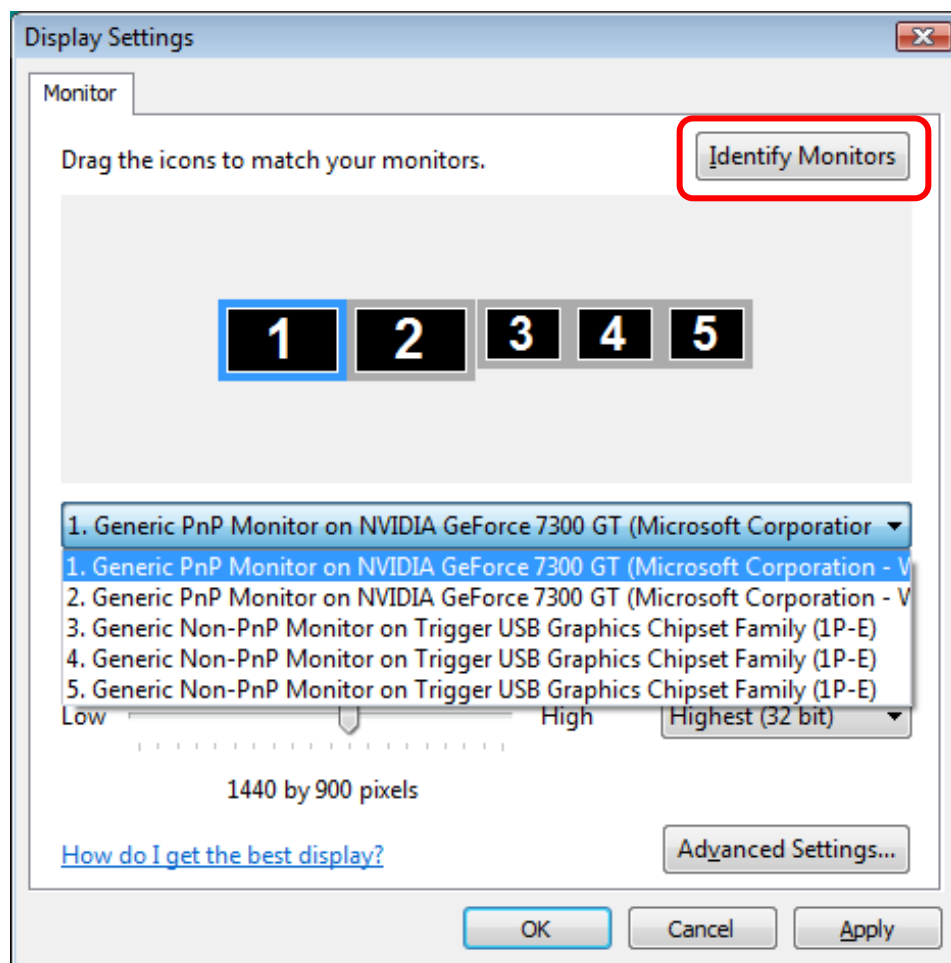 Display Settings
Monitor
Drag the icons to match your monitors.
Identify Monitors
1 2 3 4 5
1. Generic PnP Monitor on NVIDIA GeForce 7300 GT (Microsoft Corporatior
1. Generic PnP Monitor on NVIDIA GeForce 7300 GT (Microsoft Corporation - W
2. Generic PnP Monitor on NVIDIA GeForce 7300 GT (Microsoft Corporation - W
3. Generic Non-PnP Monitor on Trigger USB Graphics Chipset Family (1P-E)
4. Generic Non-PnP Monitor on Trigger USB Graphics Chipset Family (1P-E)
5. Generic Non-PnP Monitor on Trigger USB Graphics Chipset Family (1P-E)
Low High Highest (32 bit)
1440 by 900 pixels
How do I get the best display?
Advanced Settings...
OK Cancel Apply